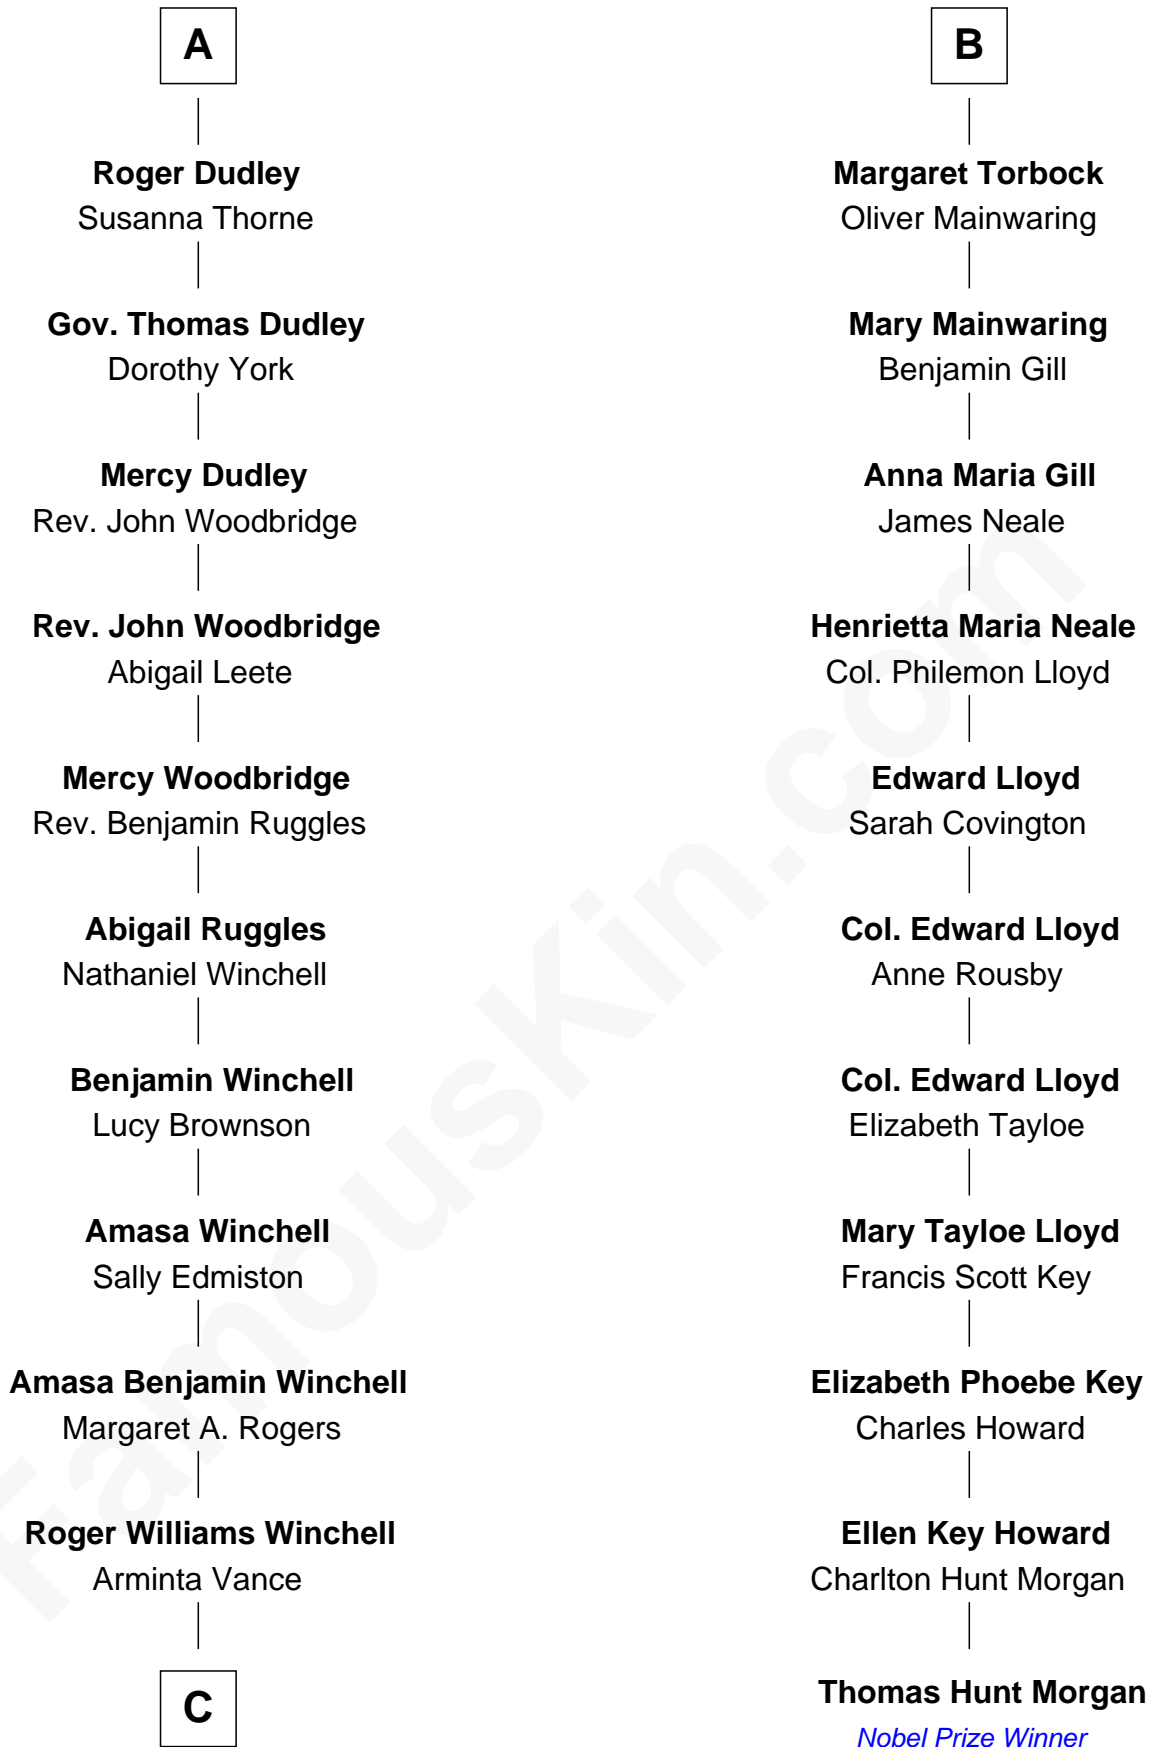 A
Roger Dudley
Susanna Thorne
Gov. Thomas Dudley
Dorothy York
Mercy Dudley
Rev. John Woodbridge
Rev. John Woodbridge
Abigail Leete
Mercy Woodbridge
Rev. Benjamin Ruggles
Abigail Ruggles
Nathaniel Winchell
Benjamin Winchell
Lucy Brownson
Amasa Winchell
Sally Edmiston
Amasa Benjamin Winchell
Margaret A. Rogers
Roger Williams Winchell
Arminta Vance
C
B
Margaret Torbock
Oliver Mainwaring
Mary Mainwaring
Benjamin Gill
Anna Maria Gill
James Neale
Henrietta Maria Neale
Col. Philemon Lloyd
Edward Lloyd
Sarah Covington
Col. Edward Lloyd
Anne Rousby
Col. Edward Lloyd
Elizabeth Tayloe
Mary Tayloe Lloyd
Francis Scott Key
Elizabeth Phoebe Key
Charles Howard
Ellen Key Howard
Charlton Hunt Morgan
Thomas Hunt Morgan
Nobel Prize Winner
FamousKin.com